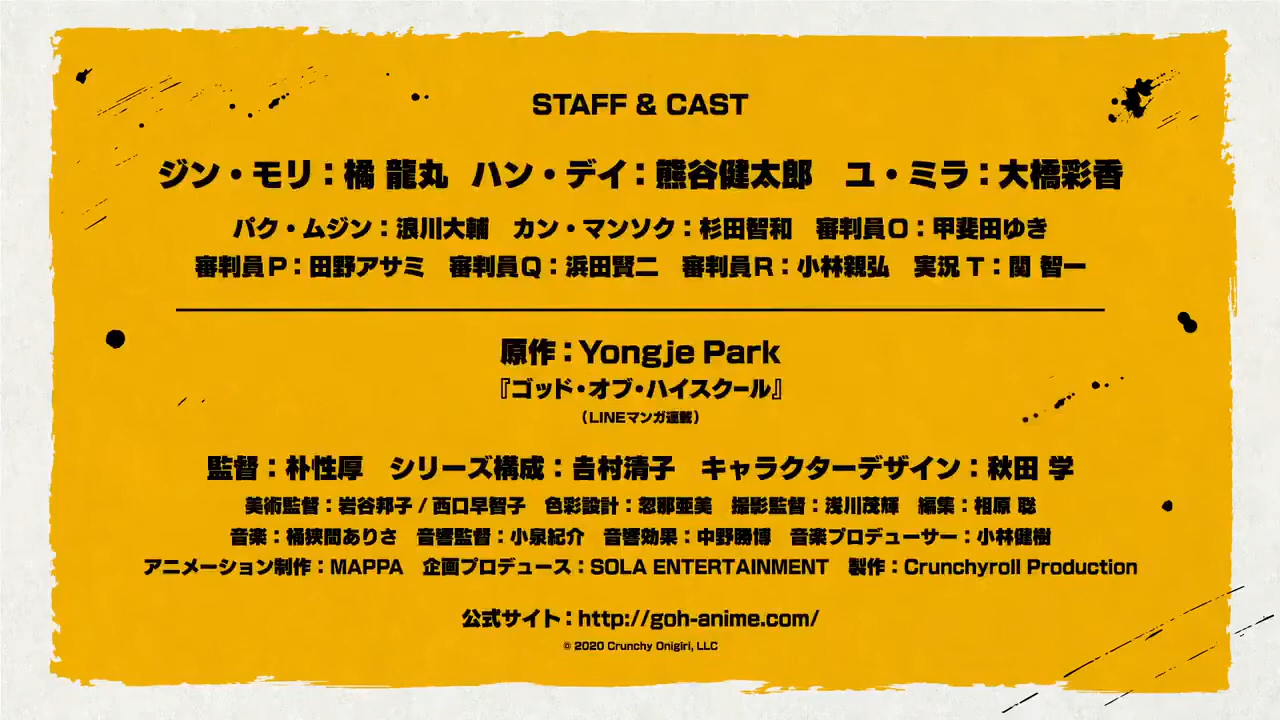 STAFF & CAST
ジン・モリ：橘 龍丸　ハン・デイ：熊谷健太郎　ユ・ミラ：大橋彩香
パク・ムジン：浪川大輔　カン・マンソク：杉田智和　審判員O：甲斐田ゆき
審判員P：田野アサミ　審判員Q：浜田賢二　審判員R：小林親弘　実況 T：関 智一
原作：Yongje Park
『ゴッド・オブ・ハイスクール』
（LINEマンガ連載）
監督：朴性厚　シリーズ構成：𠮷村清子　キャラクターデザイン：秋田 学
美術監督：岩谷邦子 / 西口早智子　色彩設計：忽那亜美　撮影監督：浅川茂輝　編集：相原 聡
音楽：桶狭間ありさ　音響監督：小泉紀介　音響効果：中野勝博　音楽プロデューサー：小林健樹
アニメーション制作：MAPPA　企画プロデュース：SOLA ENTERTAINMENT　製作：Crunchyroll Production
公式サイト：http://goh-anime.com/
© 2020 Crunchy Onigiri, LLC